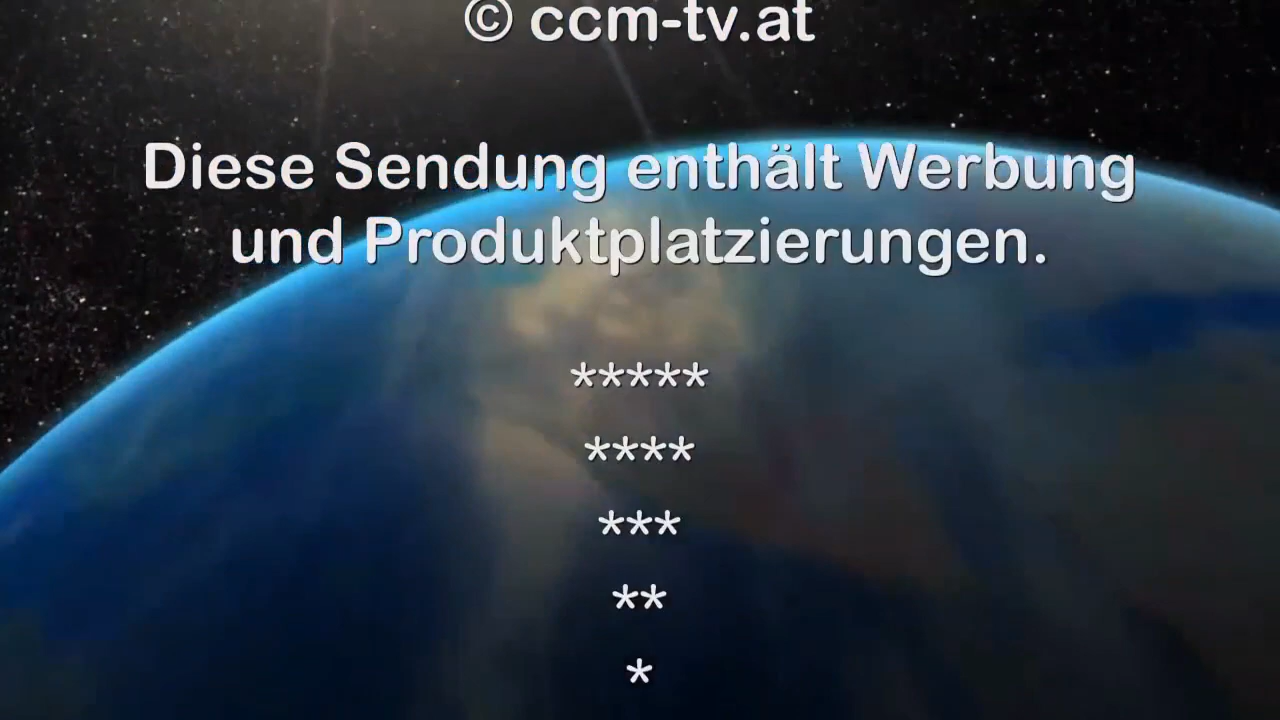 © ccm-tv.at
Diese Sendung enthält Werbung
und Produktplatzierungen.
*****
****
***
**
*